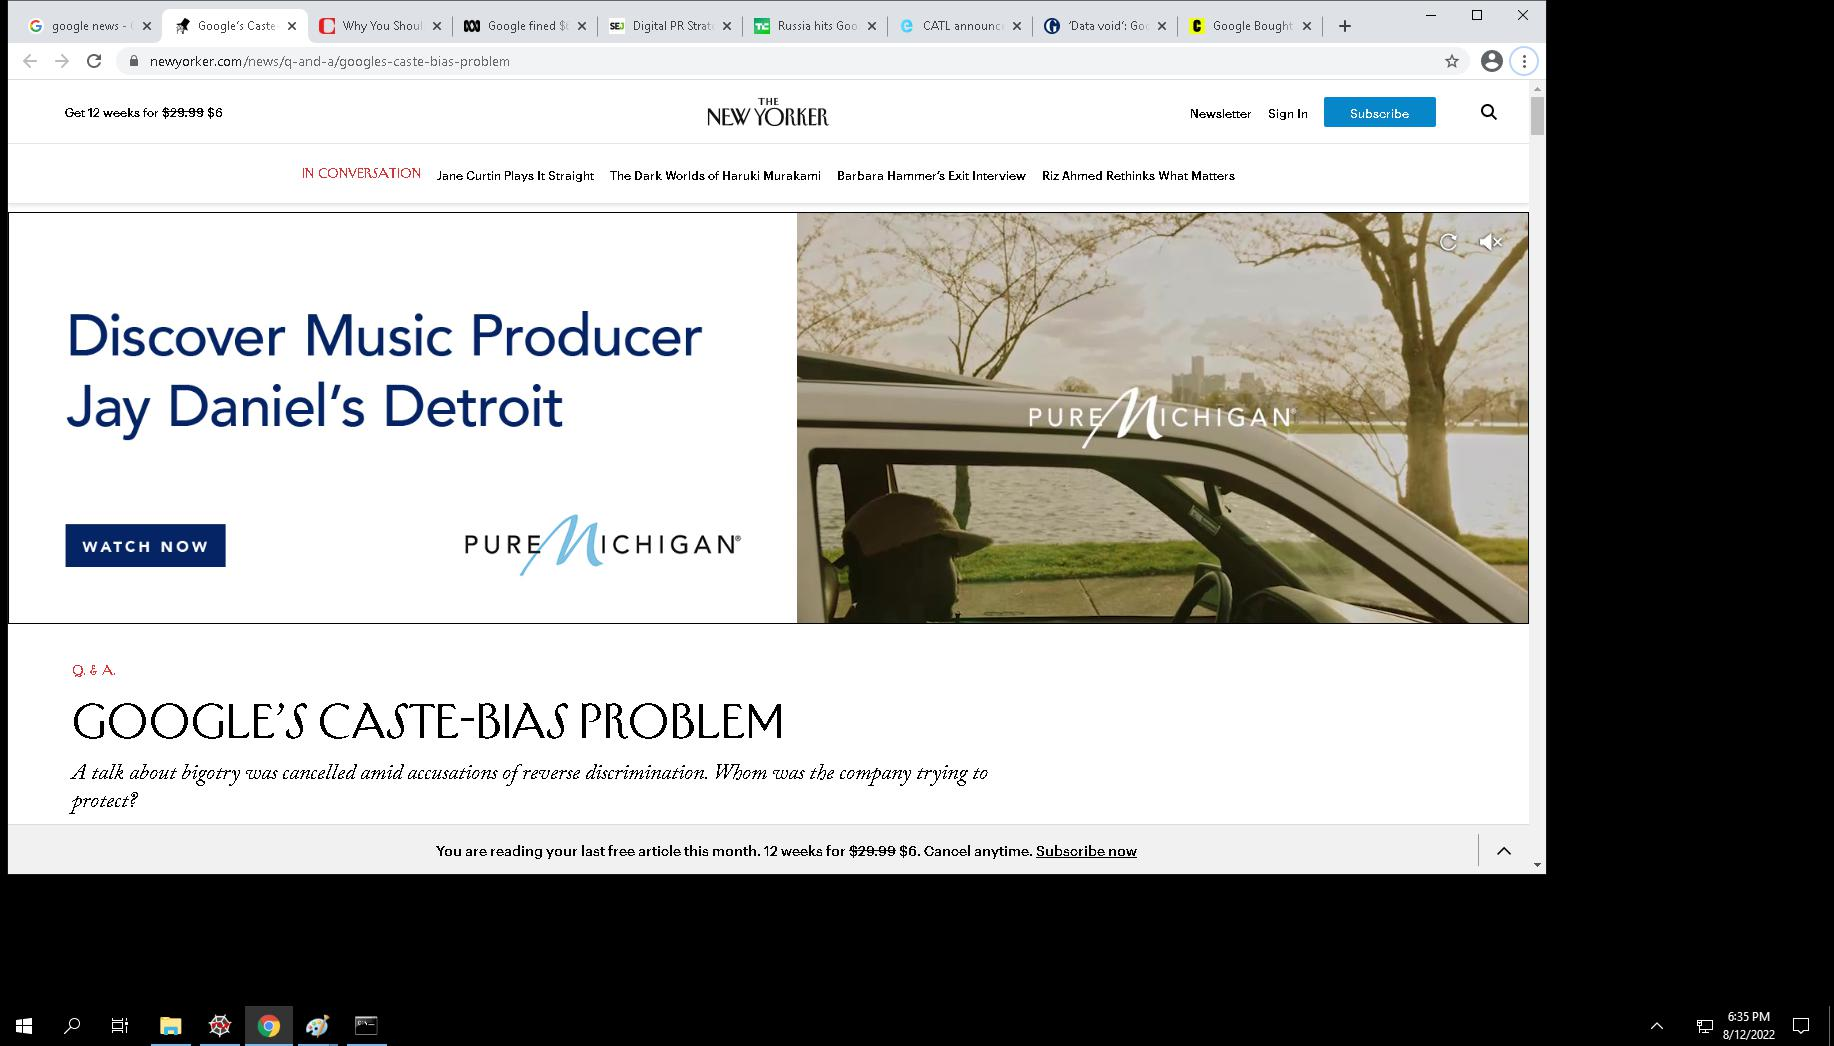 google news - G
Google's Caste
Why You Shoul
Google fined $6
Digital PR Strate
Russia hits Goo
CATL announc
'Data void': Goo
Google Bought
newyorker.com/news/q-and-a/googles-caste-bias-problem
Get 12 weeks for $29.99 $6
THE
NEW YORKER
Newsletter
Sign In
Subscribe
IN CONVERSATION
Jane Curtin Plays It Straight
The Dark Worlds of Haruki Murakami
Barbara Hammer's Exit Interview
Riz Ahmed Rethinks What Matters
Discover Music Producer
Jay Daniel's Detroit
WATCH NOW
PURE MICHIGAN®
PURE MICHIGAN®
Q. & A.
GOOGLE'S CASTE-BIAS PROBLEM
A talk about bigotry was cancelled amid accusations of reverse discrimination. Whom was the company trying to
protect?
You are reading your last free article this month. 12 weeks for $29.99 $6. Cancel anytime. Subscribe now
6:35 PM
8/12/2022